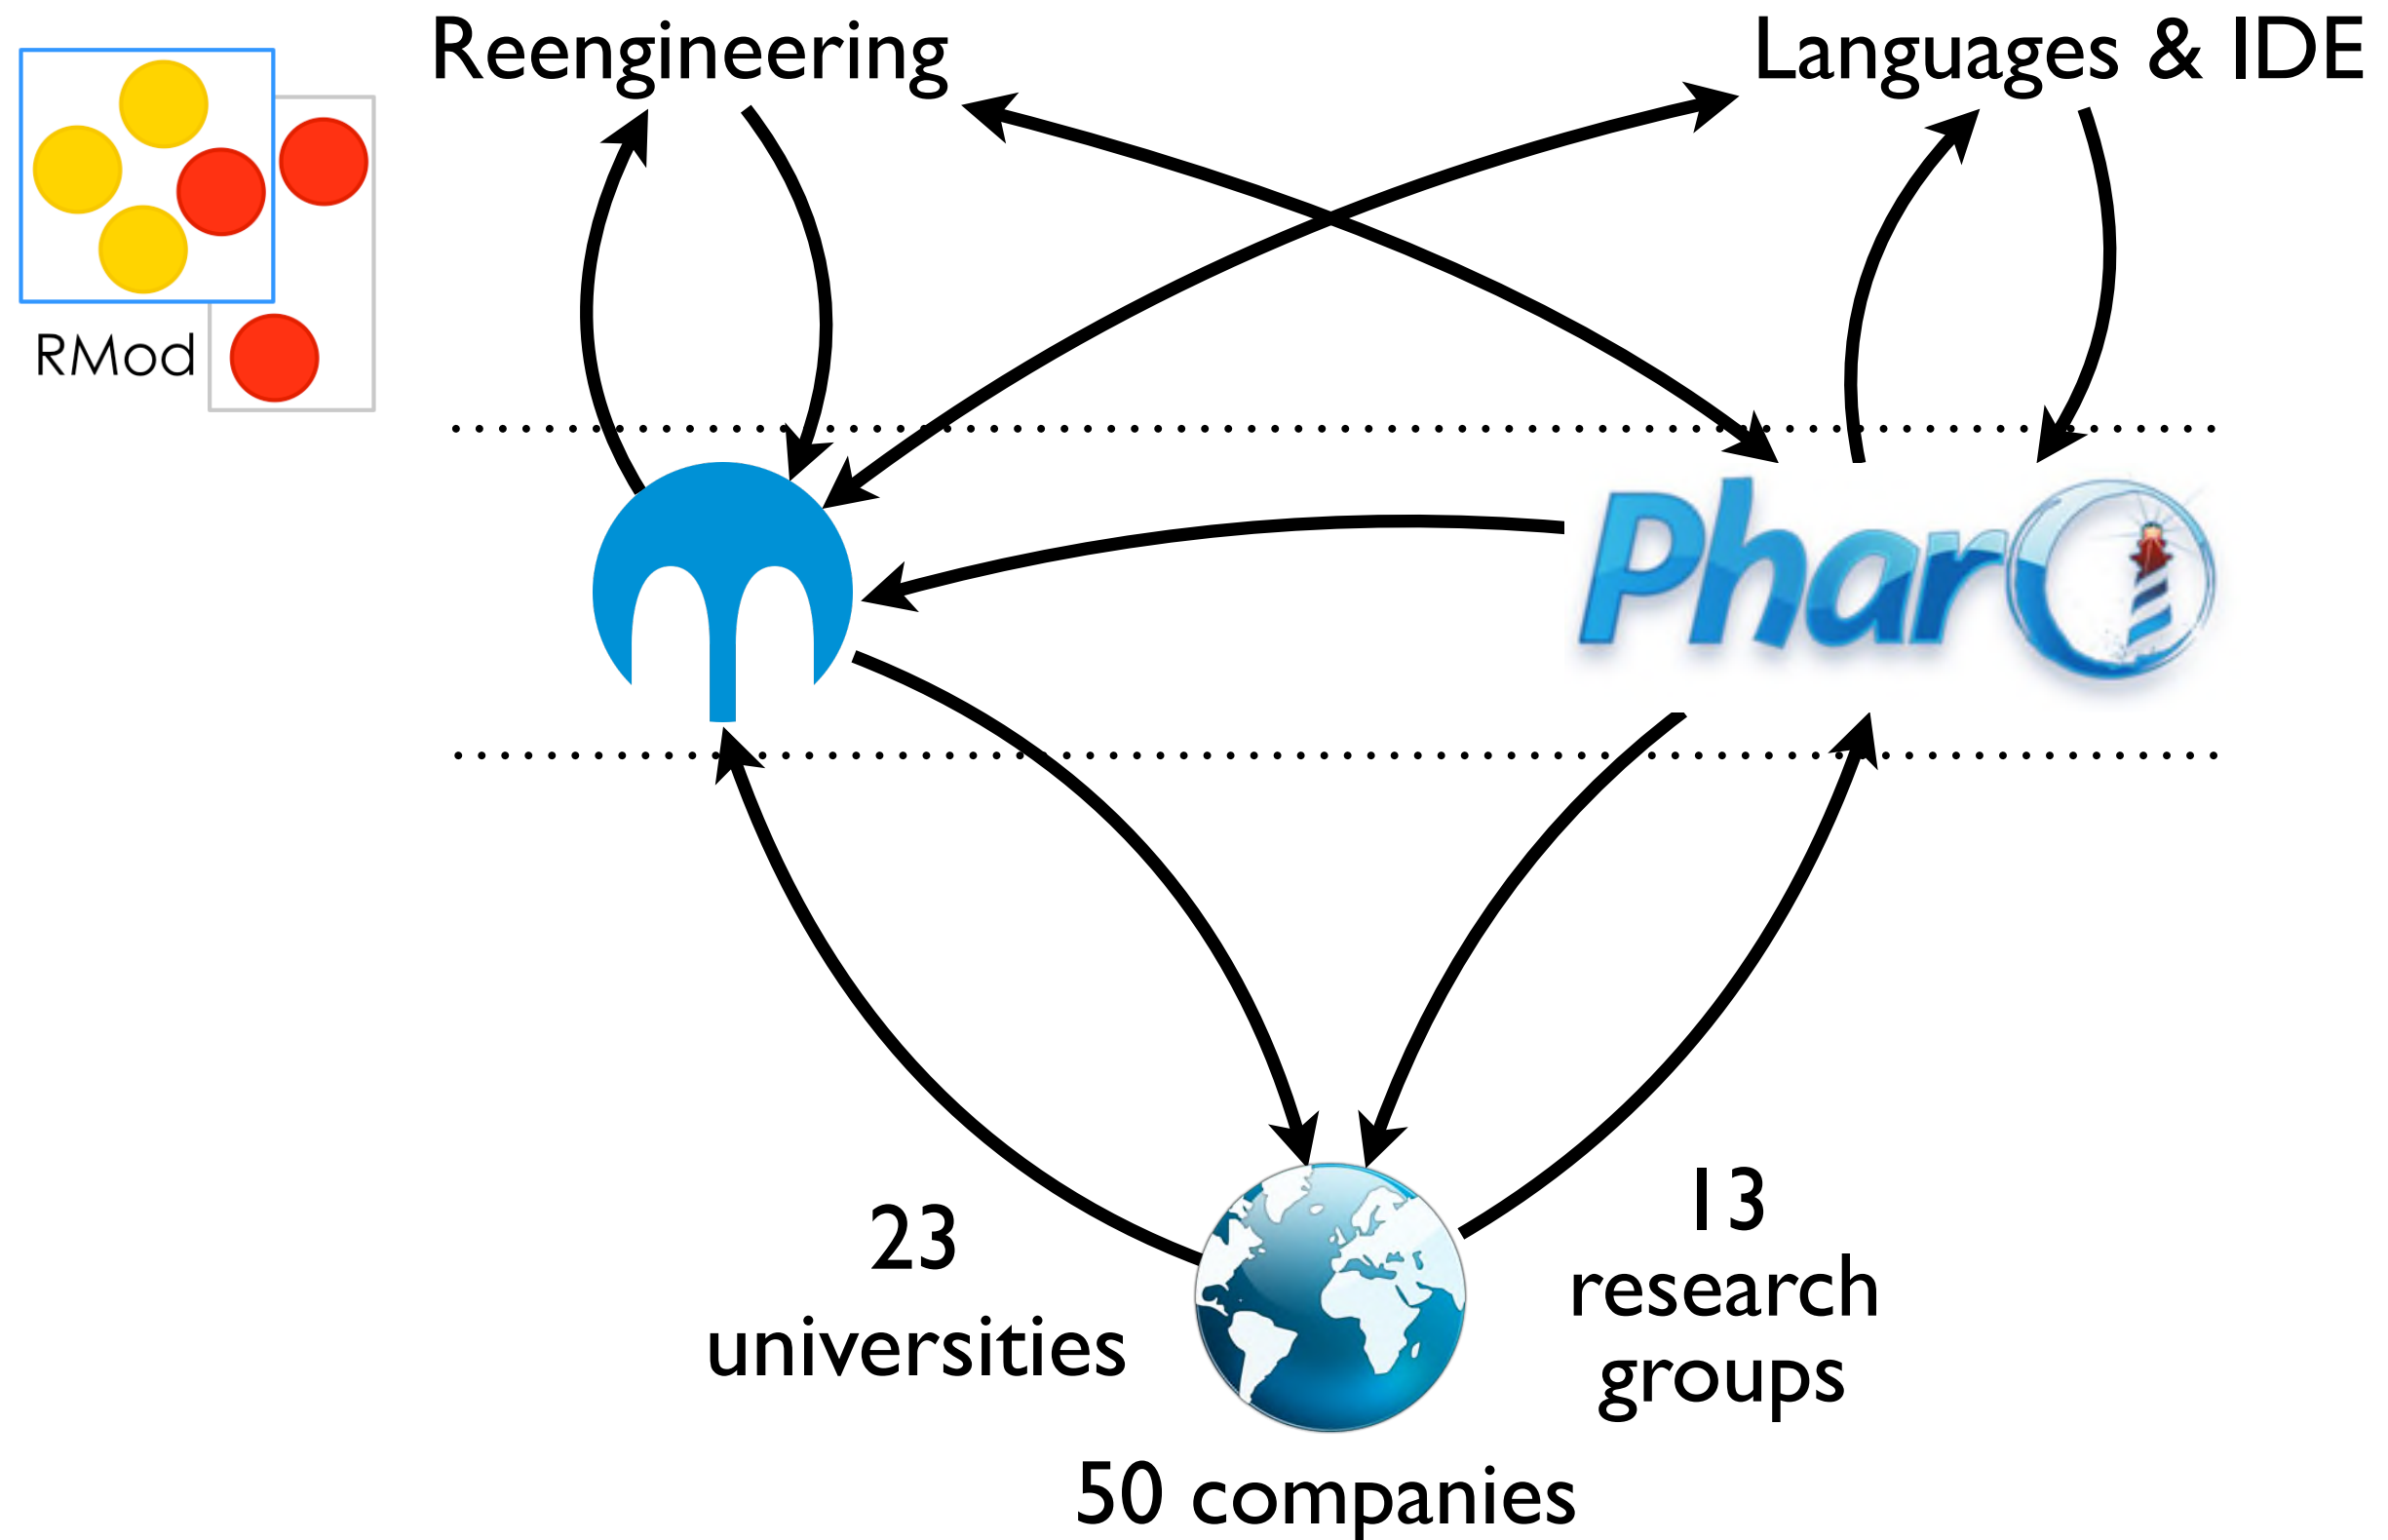 Reengineering
Languages & IDE
RMod
Pharo
23
universities
13
research
groups
50 companies